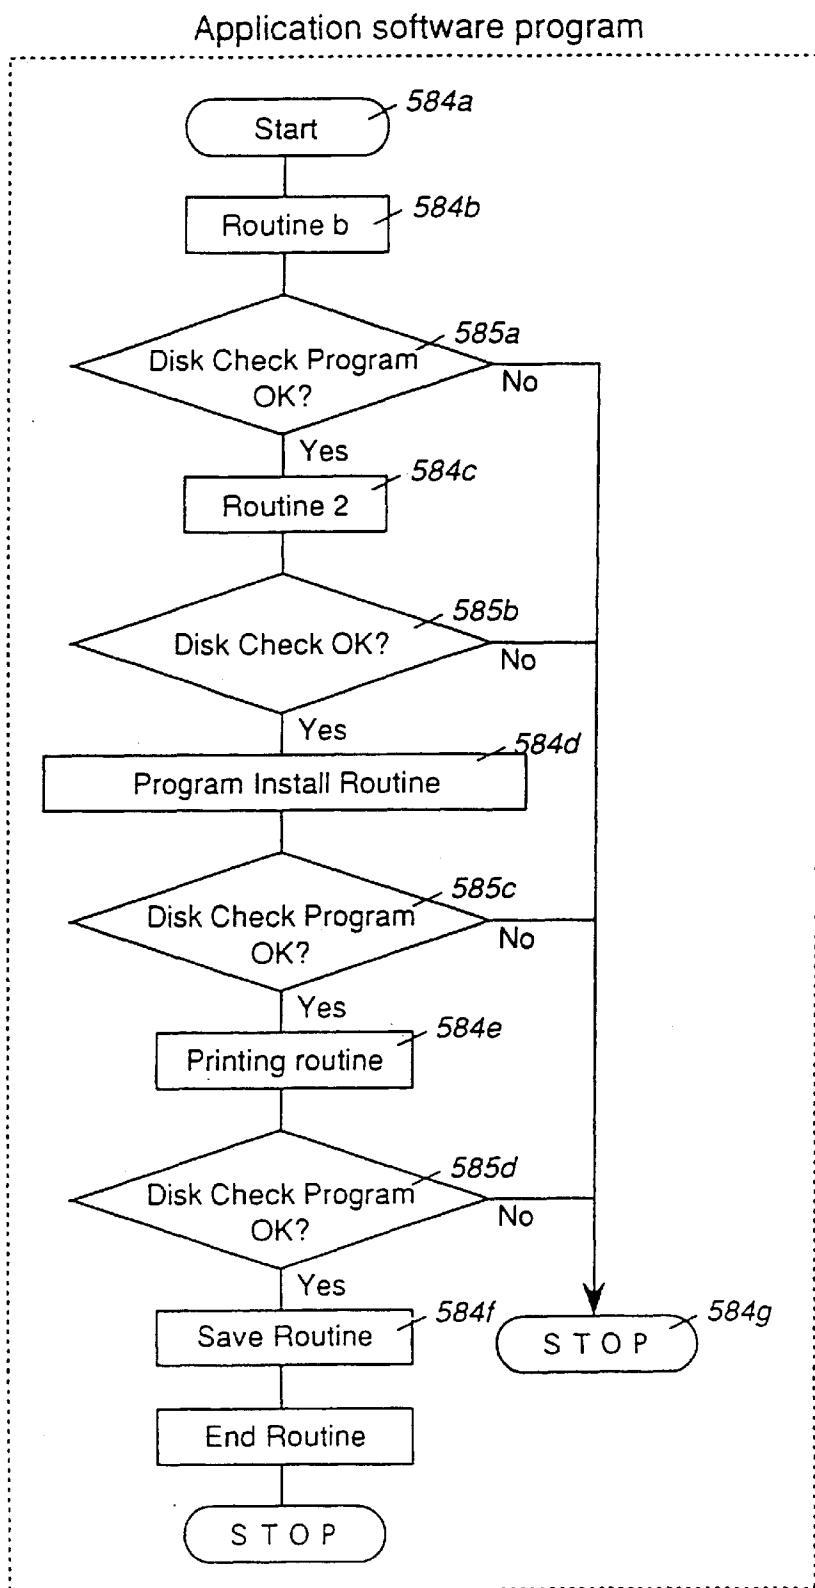 Application software program
584a
Start
584b
Routine b
585a
Disk Check Program
OK?
No
Yes
584c
Routine 2
585b
Disk Check OK?
No
Yes
584d
Program Install Routine
585c
Disk Check Program
OK?
No
Yes
584e
Printing routine
585d
Disk Check Program
OK?
No
Yes
584f
Save Routine
584g
STOP
End Routine
STOP